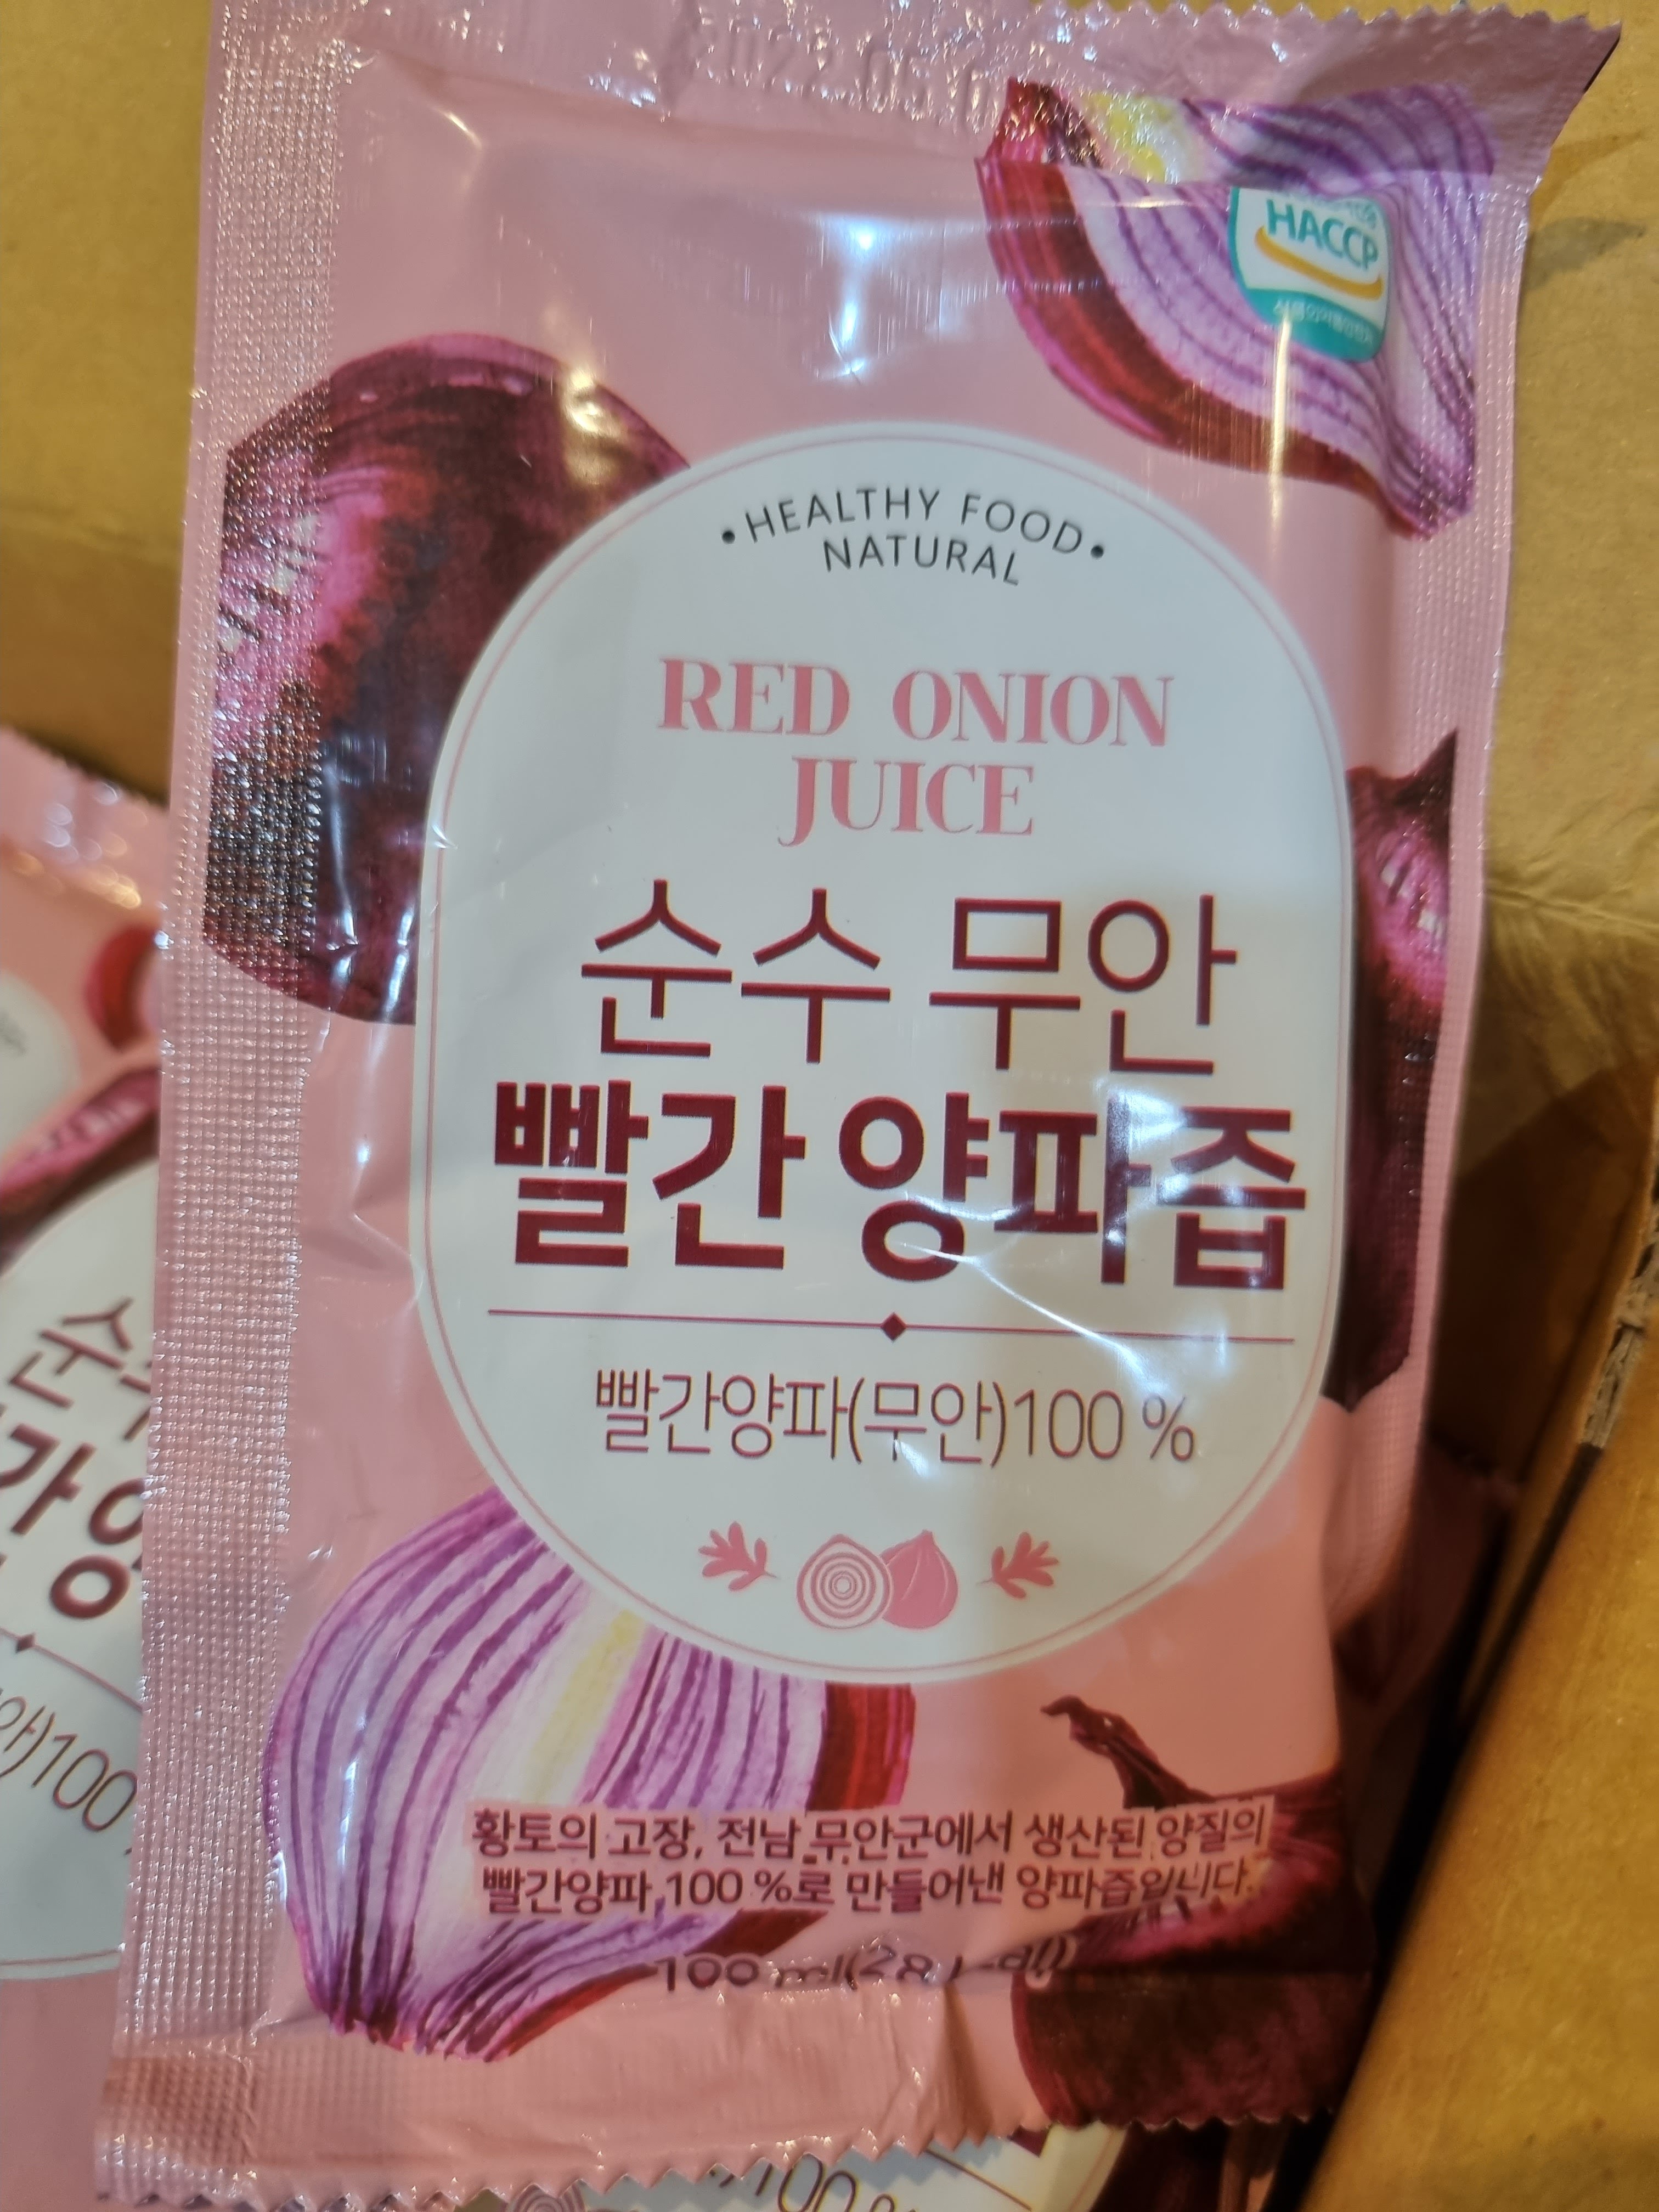 HACCP
• HEALTHY FOOD •
NATURAL
RED ONION
JUICE
순수 무안
빨간 양파즙
빨간양파(무안)100 %
황토의 고장, 전남 무안군에서 생산된 양질의
빨간양파 100 %로 만들어낸 양파즙입니다.
100 ml(28